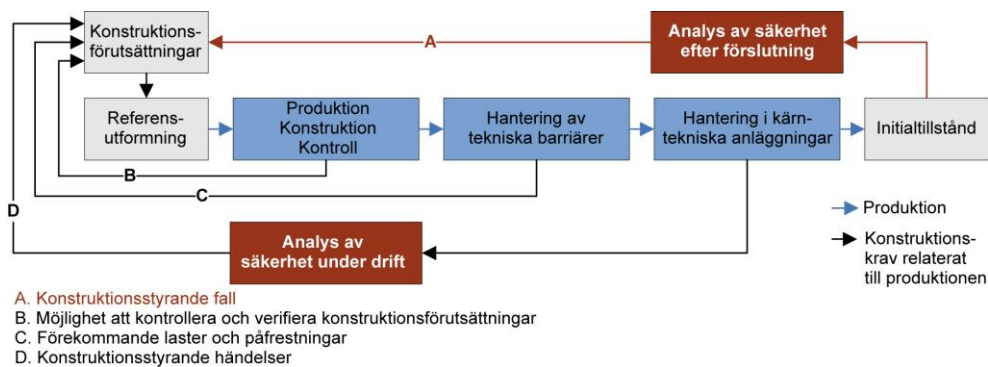 Konstruktions-
förutsättningar
A
Analys av säkerhet
efter förslutning
Referens-
utformning
Produktion
Konstruktion
Kontroll
Hantering av
tekniska barriärer
Hantering i kärn-
tekniska anläggningar
Initialtillstånd
B
C
D
Analys av
säkerhet under drift
Produktion
Konstruktions-
krav relaterat
till produktionen
A. Konstruktionsstyrande fall
B. Möjlighet att kontrollera och verifiera konstruktionsförutsättningar
C. Förekommande laster och påfrestningar
D. Konstruktionsstyrande händelser